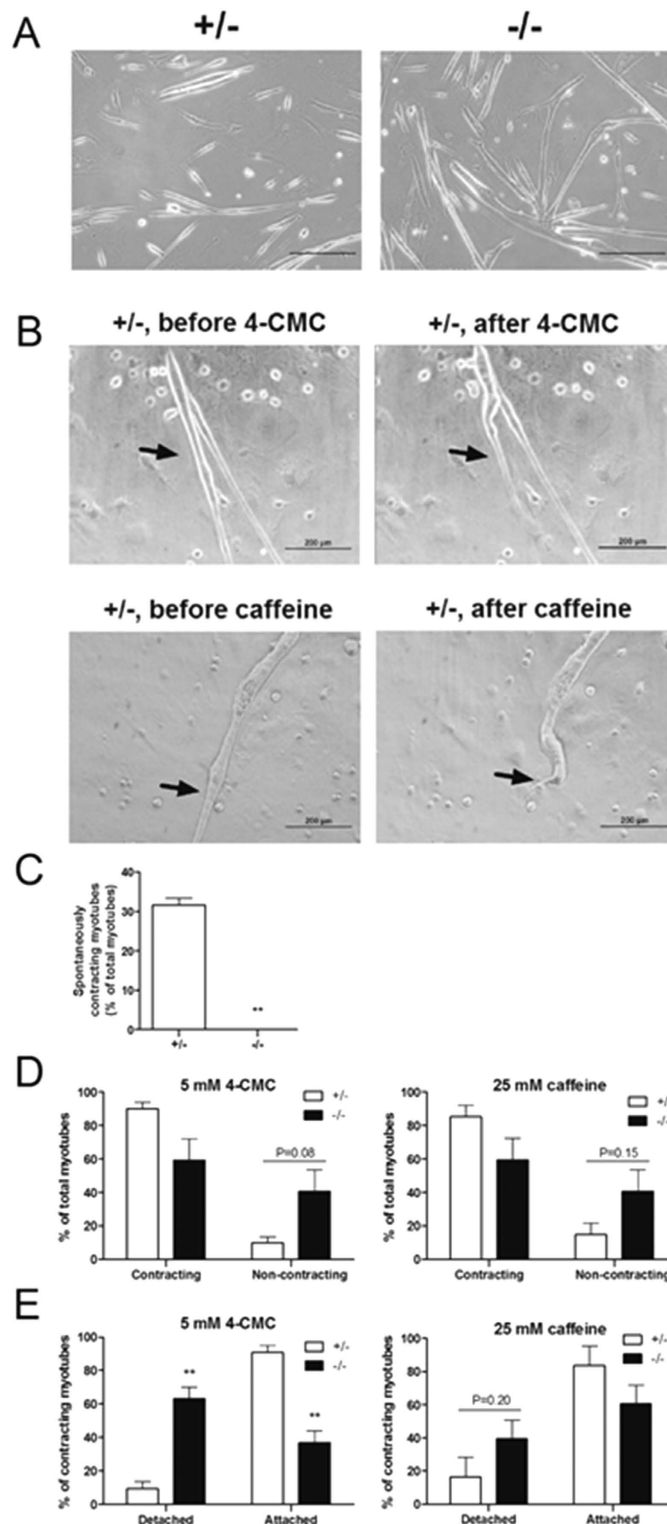 A
+/-
-/-
B
+/-, before 4-CMC
+/-, after 4-CMC
200 µm
200 µm
+/-, before caffeine
+/-, after caffeine
200 µm
200 µm
C
Spontaneously
contracting myotubes
(% of total myotubes)
40
30
20
10
0
**
+/-
-/-
D
5 mM 4-CMC
+/-
-/-
% of total myotubes
100
80
60
40
20
0
P=0.08
Contracting
Non-contracting
25 mM caffeine
+/-
-/-
% of total myotubes
100
80
60
40
20
0
P=0.15
Contracting
Non-contracting
E
5 mM 4-CMC
+/-
-/-
% of contracting myotubes
100
80
60
40
20
0
**
**
Detached
Attached
25 mM caffeine
+/-
-/-
% of contracting myotubes
100
80
60
40
20
0
P=0.20
Detached
Attached